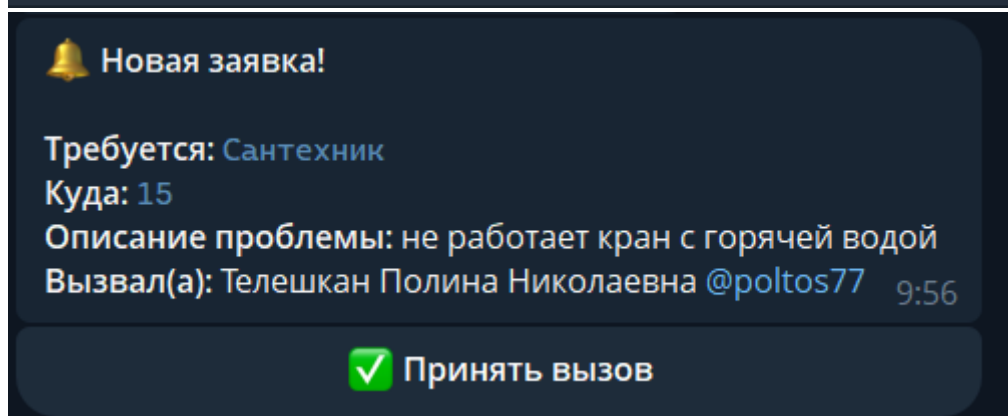 🔔 Новая заявка!
Требуется: Сантехник
Куда: 15
Описание проблемы: не работает кран с горячей водой
Вызвал(а): Телешкан Полина Николаевна @poltos77
9:56
✅ Принять вызов